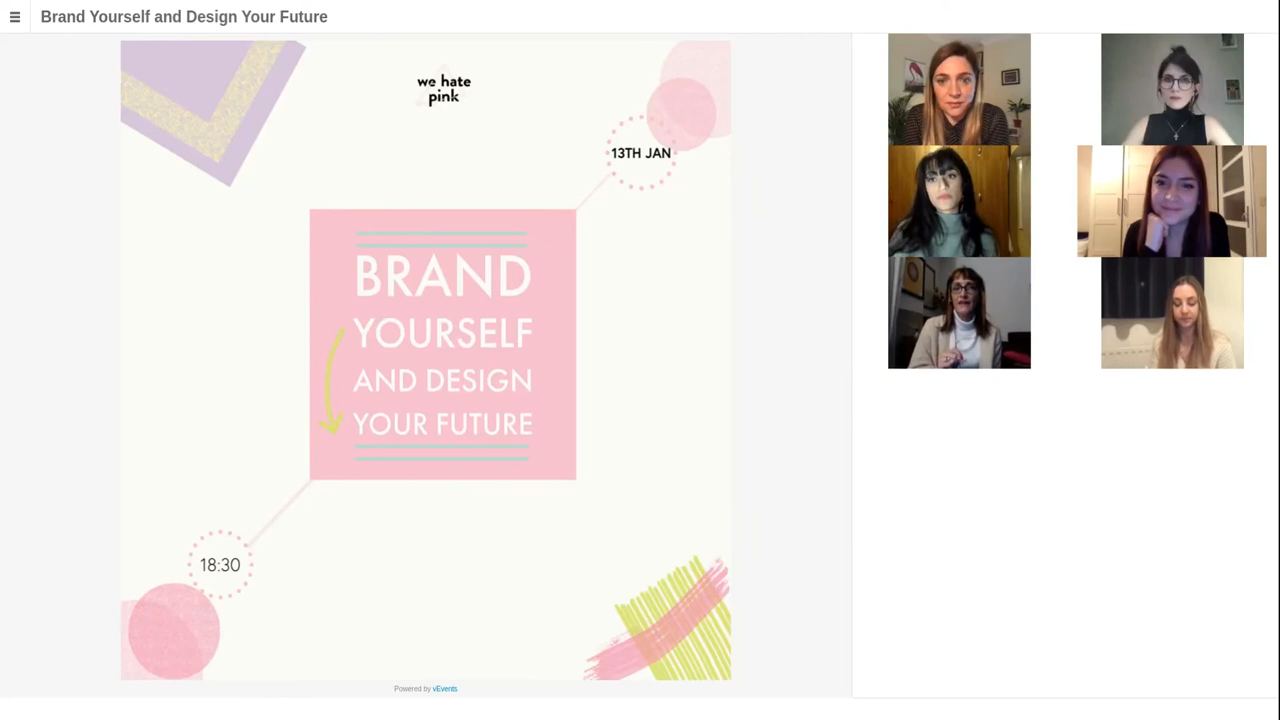 Brand Yourself and Design Your Future
we hate
pink
13TH JAN
BRAND
YOURSELF
AND DESIGN
YOUR FUTURE
18:30
Powered by vEvents